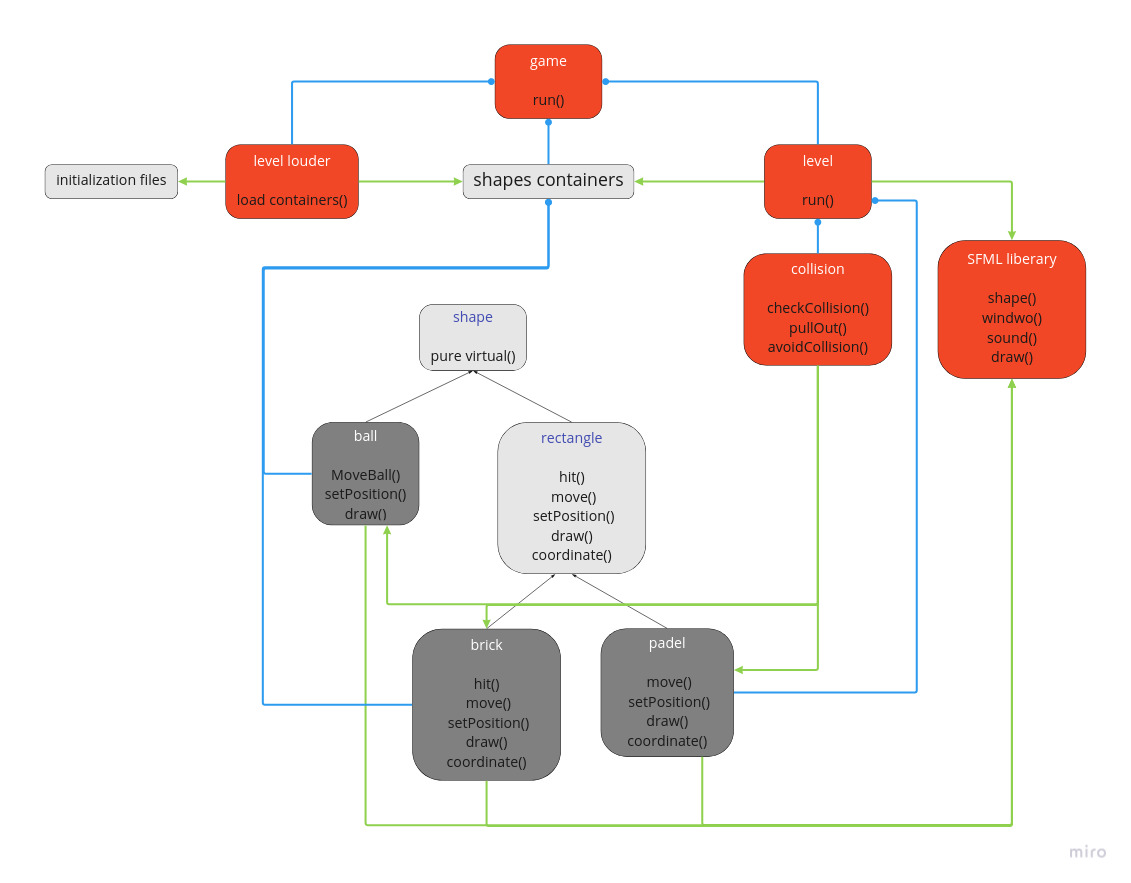 game
run()
level louder
load containers()
initialization files
shapes containers
level
run()
collision
checkCollision()
pullOut()
avoidCollision()
SFML liberary
shape()
windwo()
sound()
draw()
shape
pure virtual()
ball
MoveBall()
setPosition()
draw()
rectangle
hit()
move()
setPosition()
draw()
coordinate()
brick
hit()
move()
setPosition()
draw()
coordinate()
padel
move()
setPosition()
draw()
coordinate()
miro